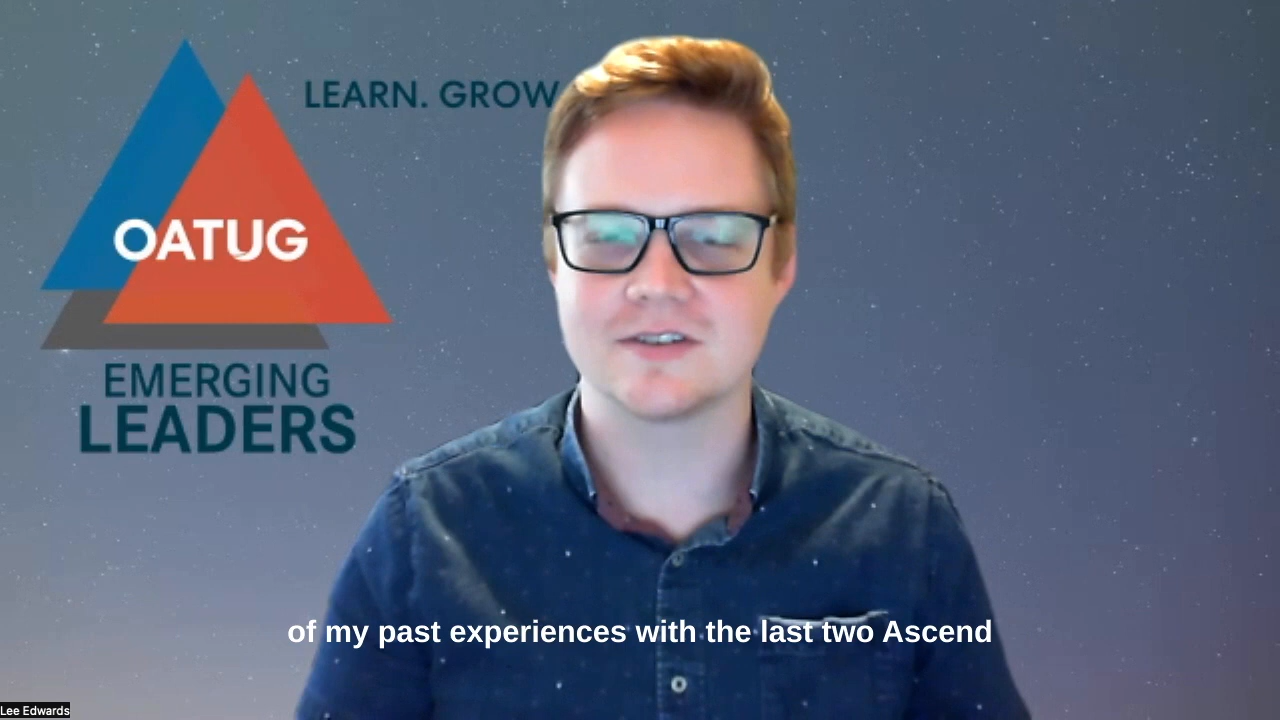 LEARN. GROW
OATUG
EMERGING
LEADERS
of my past experiences with the last two Ascend
Lee Edwards